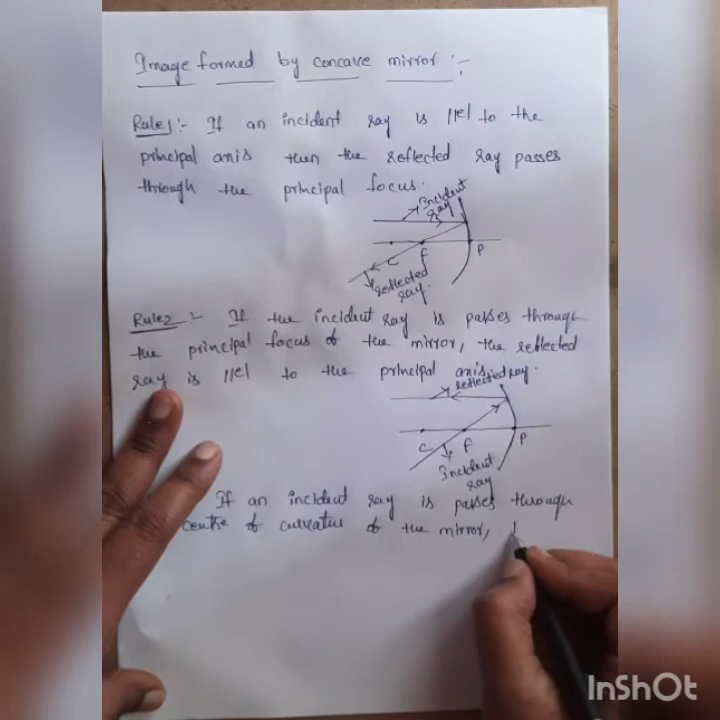 Image formed by concave mirror :-
Rule1 :- If an incident ray is llel to the
principal axis then the reflected ray passes
through the principal focus.
Incident
ray
C F P
reflected
ray.
Rule2 :- If the incident ray is passes through
the principal focus of the mirror, the reflected
ray is llel to the principal axis.
reflected ray.
C F P
Incident
ray
If an incident ray is passes through
centre of curvature of the mirror,
InShOt